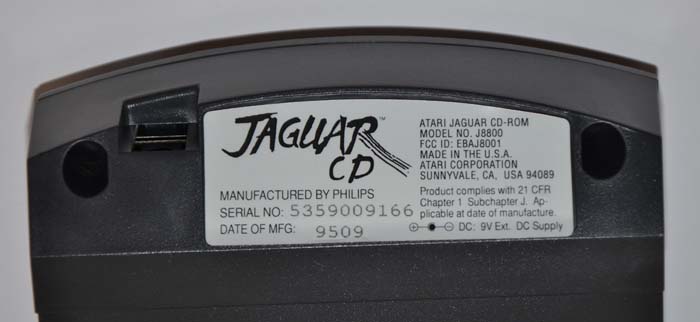 JAGUAR™
CD
MANUFACTURED BY PHILIPS
SERIAL NO: 5359009166
DATE OF MFG: 9509
ATARI JAGUAR CD-ROM
MODEL NO. J8800
FCC ID: EBAJ8001
MADE IN THE U.S.A.
ATARI CORPORATION
SUNNYVALE, CA, USA 94089
Product complies with 21 CFR
Chapter 1 Subchapter J. Ap-
plicable at date of manufacture.
DC: 9V Ext. DC Supply